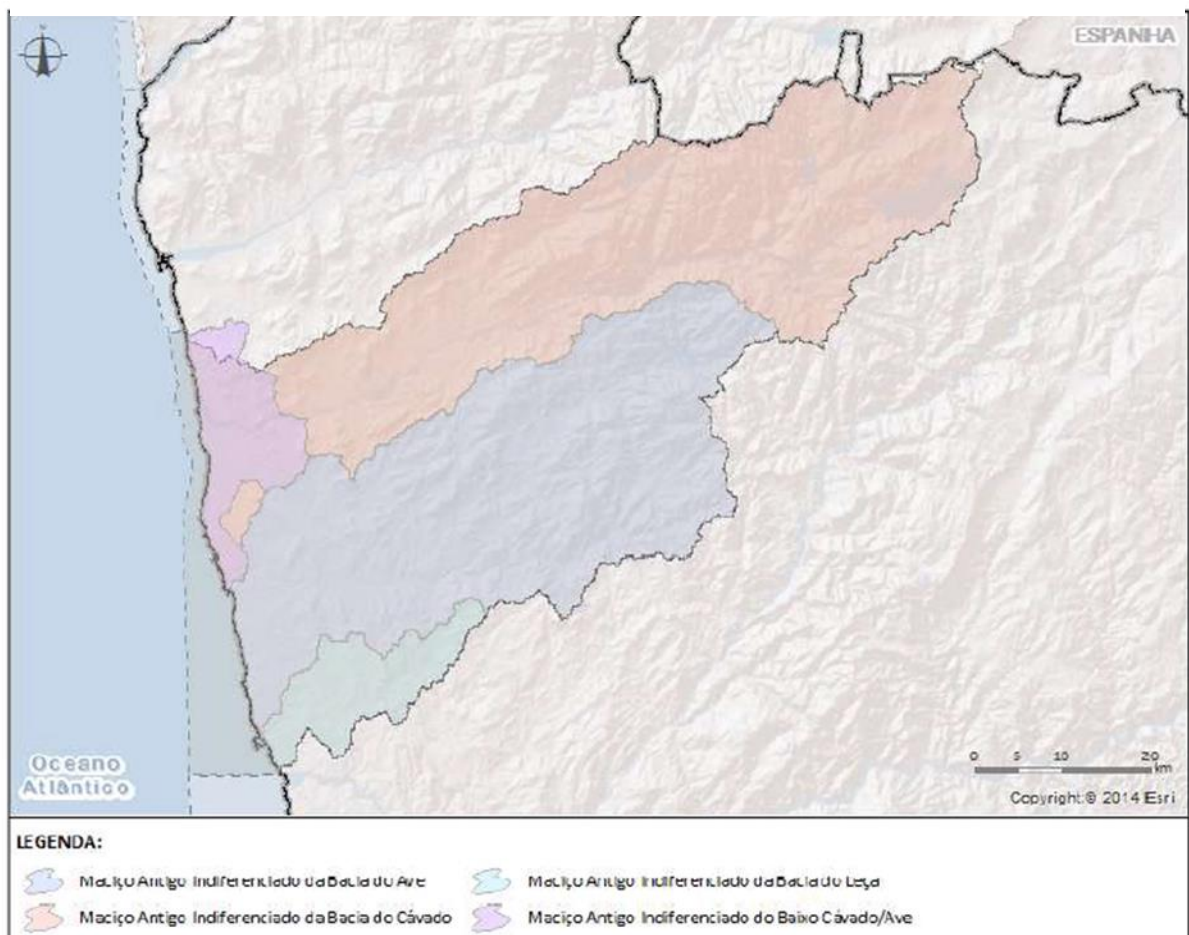 N
ESPANHA
Oceano
Atlântico
0 5 10 20
km
Copyright:© 2014 Esri
LEGENDA:
Maciço Antigo Indiferenciado da Bacia do Ave
Maciço Antigo Indiferenciado da Bacia do Leça
Maciço Antigo Indiferenciado da Bacia do Cávado
Maciço Antigo Indiferenciado do Baixo Cávado/Ave